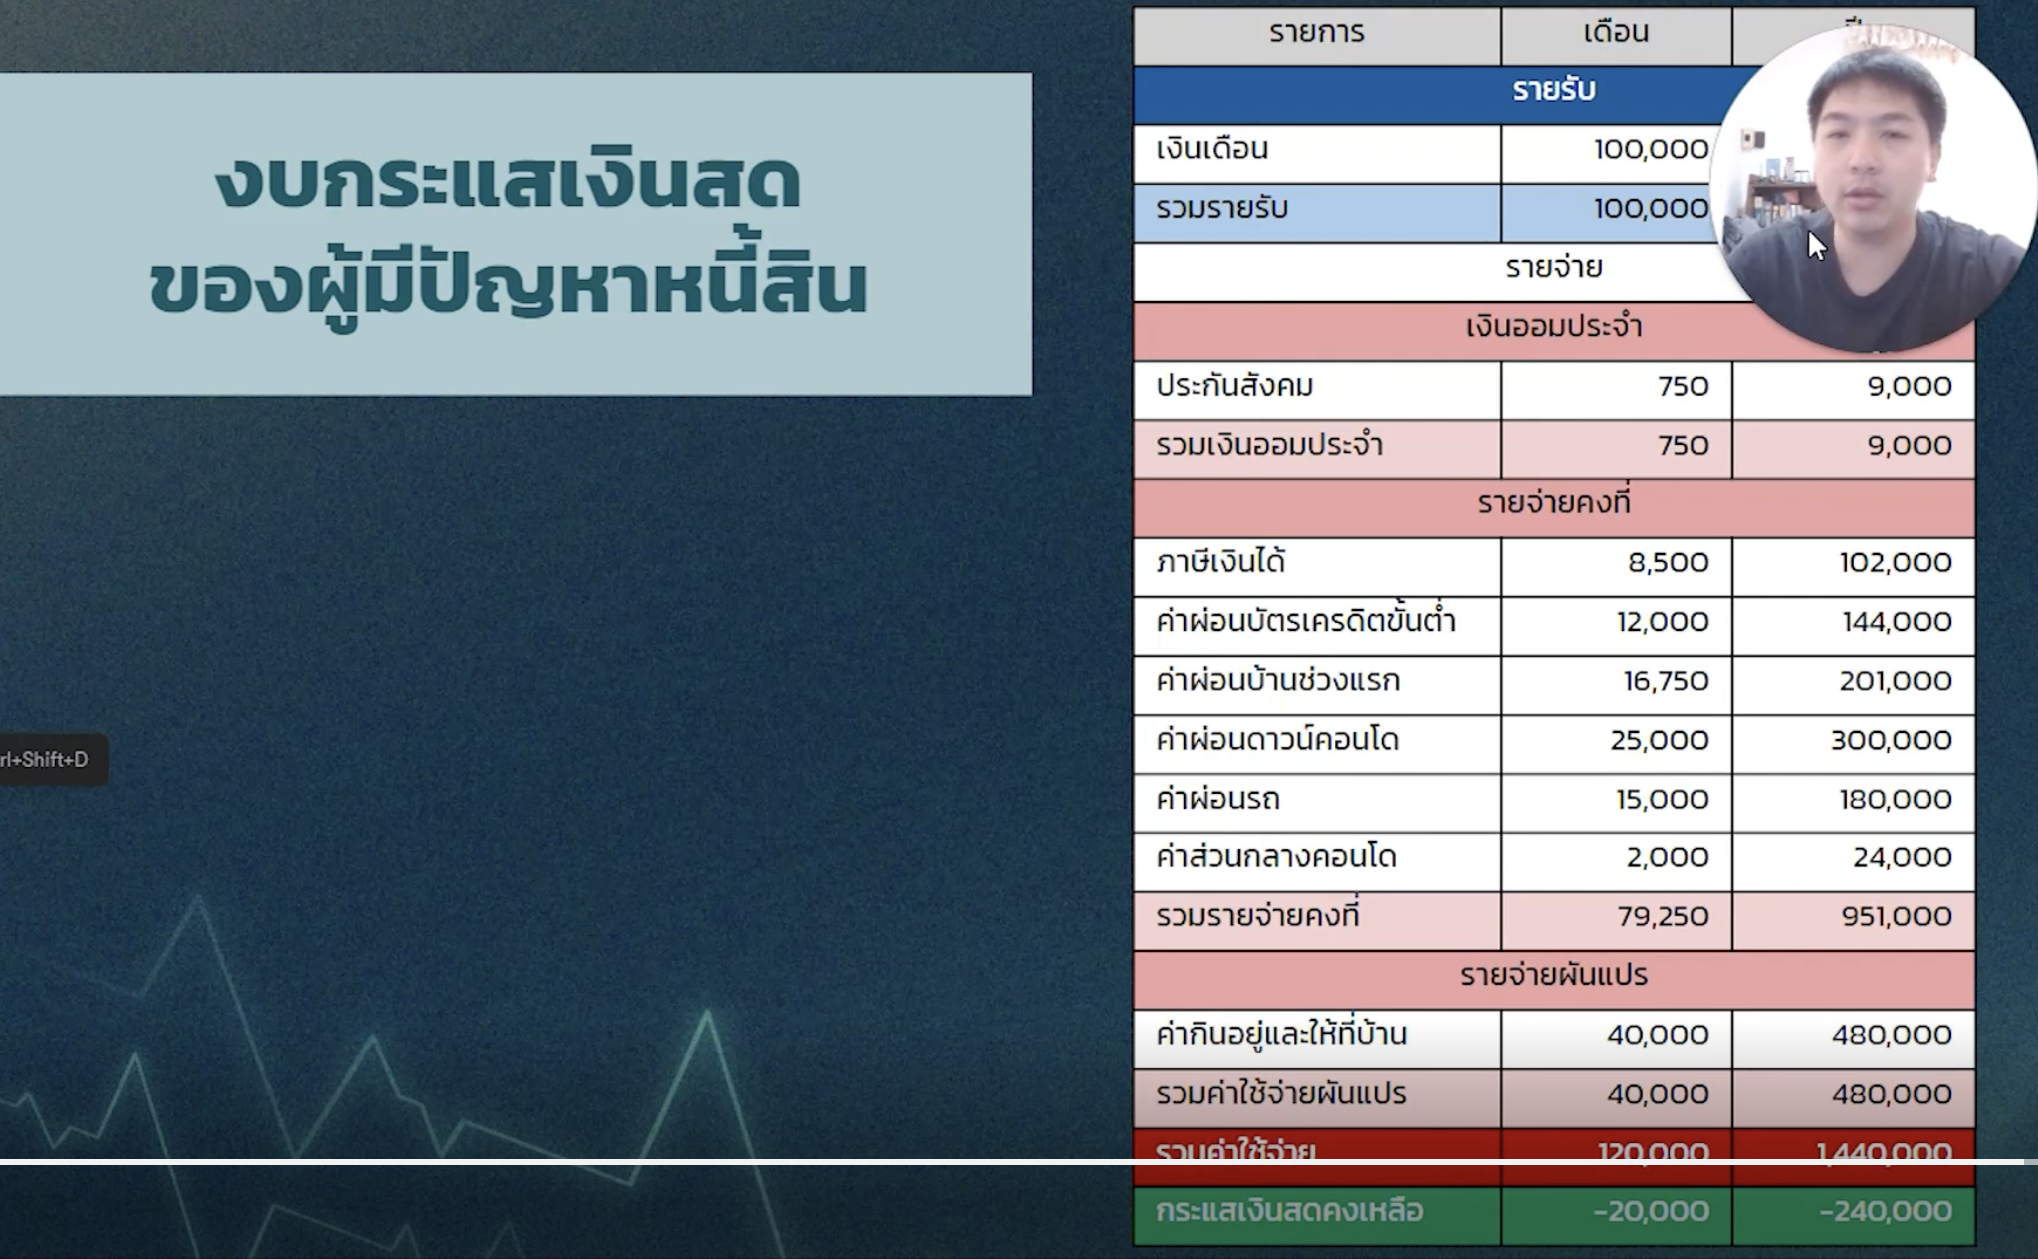 งบกระแสเงินสด
ของผู้มีปัญหาหนี้สิน
rl+Shift+D
รายการ เดือน
รายรับ
เงินเดือน 100,000
รวมรายรับ 100,000
รายจ่าย
เงินออมประจำ
ประกันสังคม 750 9,000
รวมเงินออมประจำ 750 9,000
รายจ่ายคงที่
ภาษีเงินได้ 8,500 102,000
ค่าผ่อนบัตรเครดิตขั้นต่ำ 12,000 144,000
ค่าผ่อนบ้านช่วงแรก 16,750 201,000
ค่าผ่อนดาวน์คอนโด 25,000 300,000
ค่าผ่อนรถ 15,000 180,000
ค่าส่วนกลางคอนโด 2,000 24,000
รวมรายจ่ายคงที่ 79,250 951,000
รายจ่ายผันแปร
ค่ากินอยู่และให้ที่บ้าน 40,000 480,000
รวมค่าใช้จ่ายผันแปร 40,000 480,000
รวมค่าใช้จ่าย 120,000 1,440,000
กระแสเงินสดคงเหลือ -20,000 -240,000